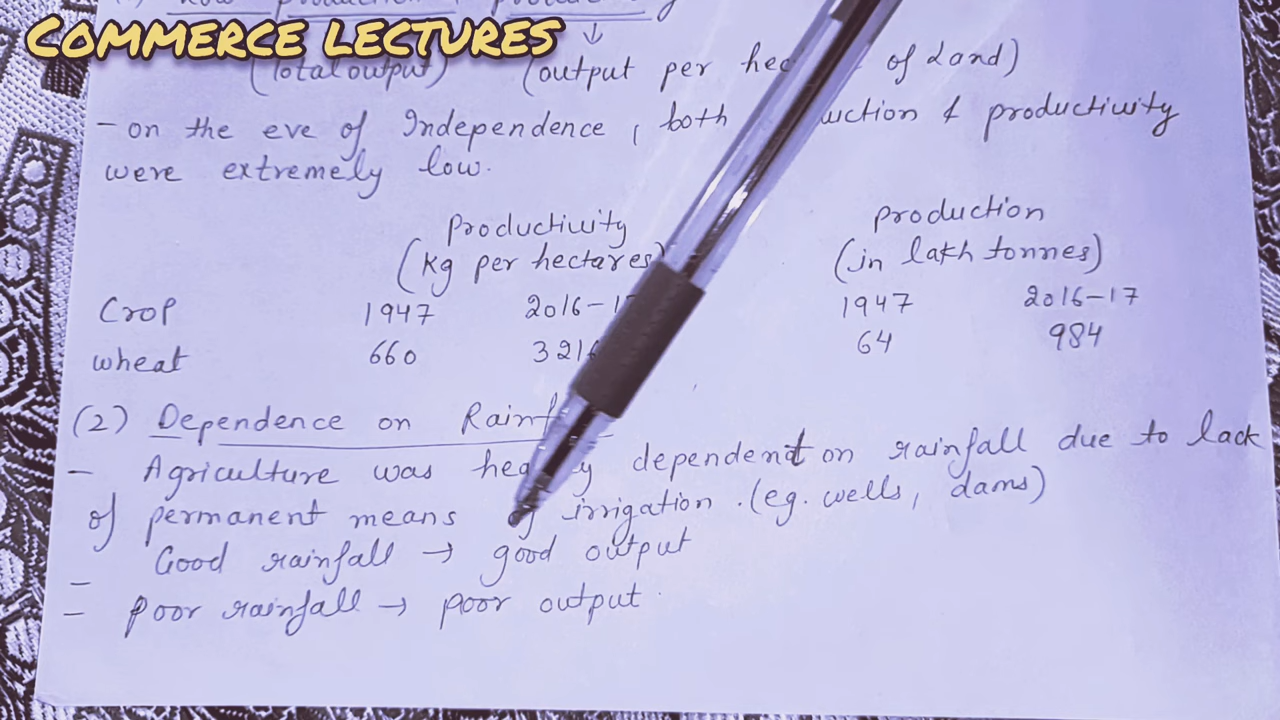 COMMERCE LECTURES
(Total output) (output per of Land)
- on the eve of Independence, both & productivity
were extremely low.
Productivity Production
(kg per hectares) (in lakh tonnes)
Crop 1947 1947 2016-17
wheat 660 64 984
(2) Dependence on
- Agriculture was dependent on rainfall due to lack
of permanent means irrigation. (eg. wells, dams)
- Good rainfall → good output
- Poor rainfall → poor output.